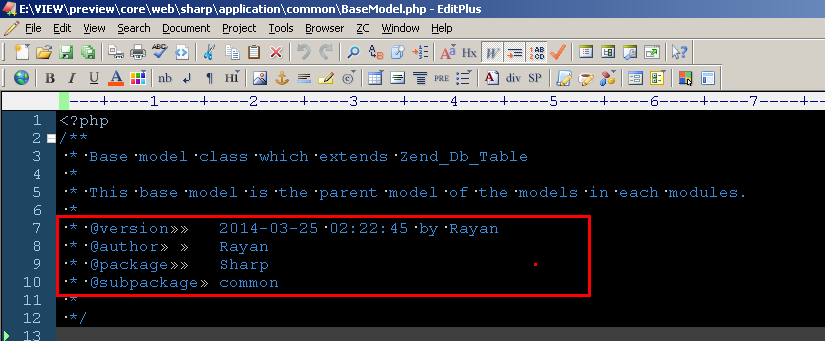 E:\VIEW\preview\core\web\sharp\application\common\BaseModel.php - EditPlus
File Edit View Search Document Project Tools Browser ZC Window Help
B I U A nb Hi PRE A div SP
----+----1----+----2----+----3----+----4----+----5----+----6----+----7----+
1 <?php
2 /**
3 * Base model class which extends Zend_Db_Table
4 *
5 * This base model is the parent model of the models in each modules.
6 *
7 * @version»» 2014-03-25 02:22:45 by Rayan
8 * @author» » Rayan
9 * @package»» Sharp
10 * @subpackage» common
11 *
12 */
13